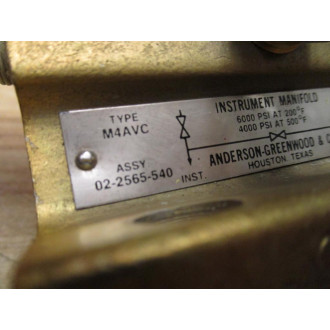 TYPE
M4AVC
INSTRUMENT MANIFOLD
6000 PSI AT 200°F
4000 PSI AT 500°F
ASSY
02-2565-540
INST.
ANDERSON-GREENWOOD & C
HOUSTON, TEXAS